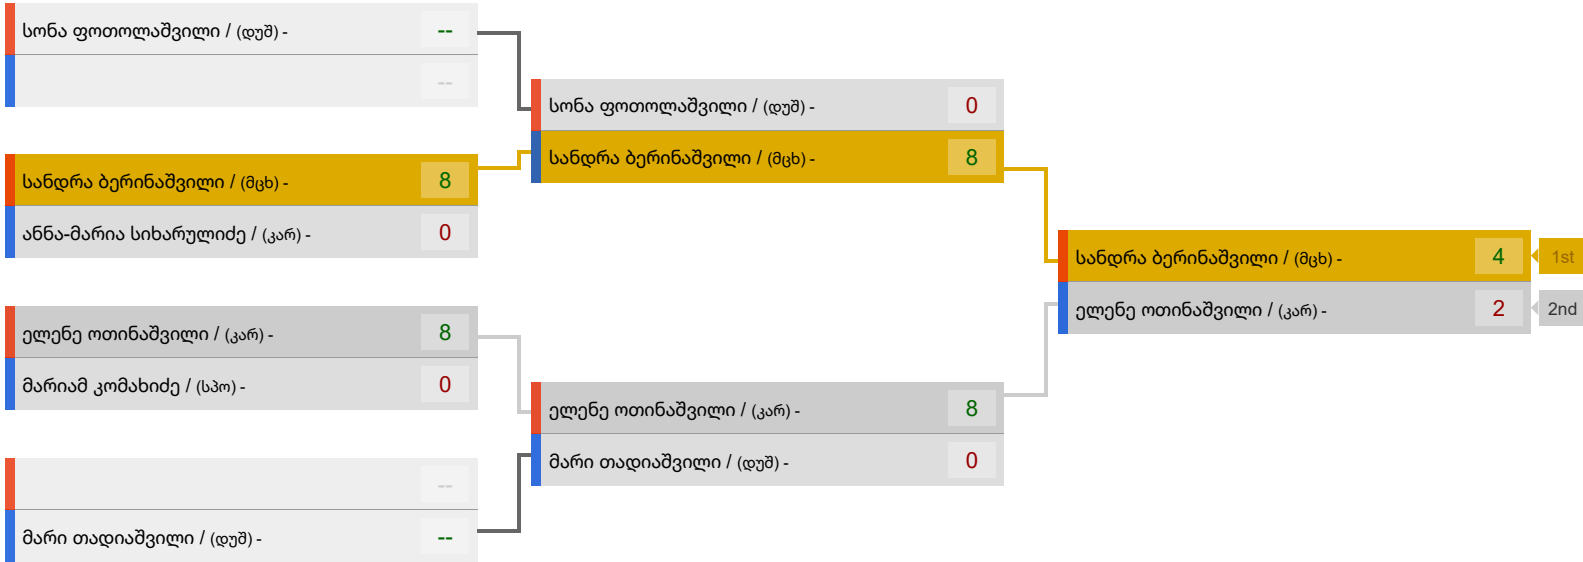 სონა ფოთოლაშვილი / (დუშ) - --
--
სანდრა ბერინაშვილი / (მცხ) - 8
ანნა-მარია სიხარულიძე / (კარ) - 0
ელენე ოთინაშვილი / (კარ) - 8
მარიამ კომახიძე / (სპო) - 0
--
მარი თადიაშვილი / (დუშ) - --
სონა ფოთოლაშვილი / (დუშ) - 0
სანდრა ბერინაშვილი / (მცხ) - 8
ელენე ოთინაშვილი / (კარ) - 8
მარი თადიაშვილი / (დუშ) - 0
სანდრა ბერინაშვილი / (მცხ) - 4 1st
ელენე ოთინაშვილი / (კარ) - 2 2nd